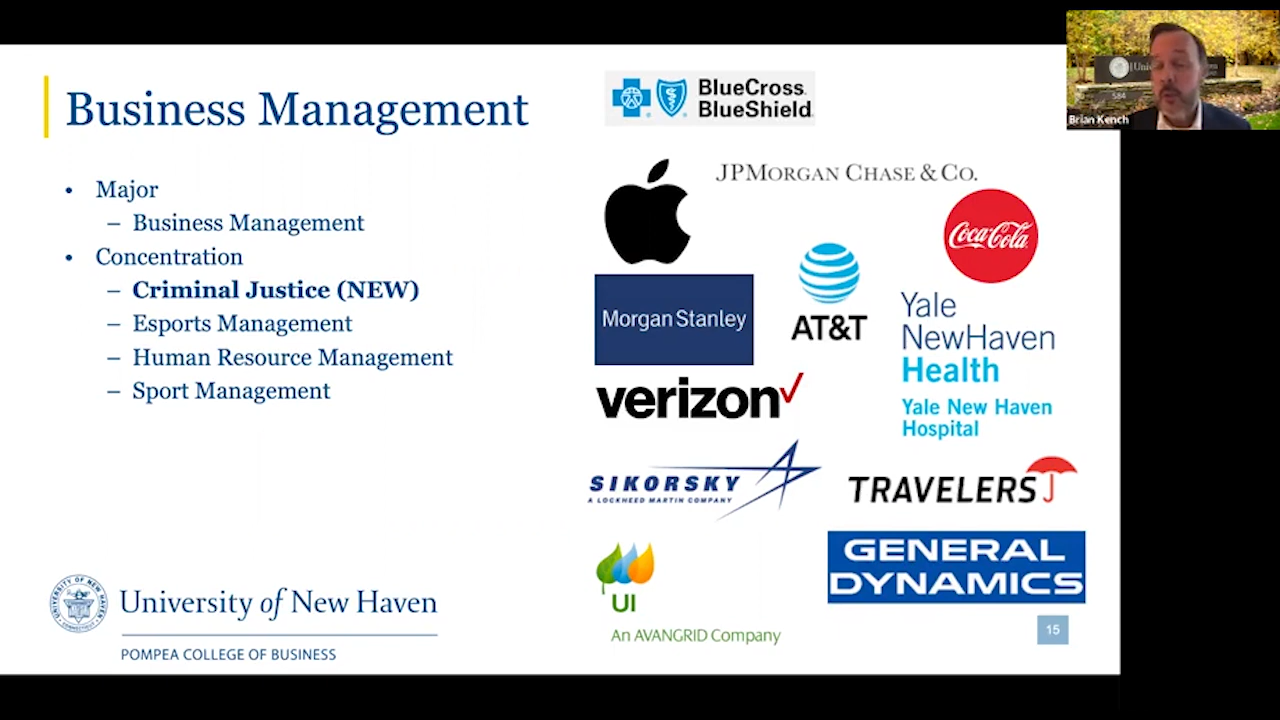 Business Management
• Major
– Business Management
• Concentration
– Criminal Justice (NEW)
– Esports Management
– Human Resource Management
– Sport Management
University of New Haven
POMPEA COLLEGE OF BUSINESS
BlueCross
BlueShield
JPMORGAN CHASE & CO.
Coca-Cola
Morgan Stanley
AT&T
Yale
NewHaven
Health
Yale New Haven
Hospital
verizon
SIKORSKY
A LOCKHEED MARTIN COMPANY
TRAVELERS
GENERAL
DYNAMICS
UI
An AVANGRID Company
15
Brian Kench